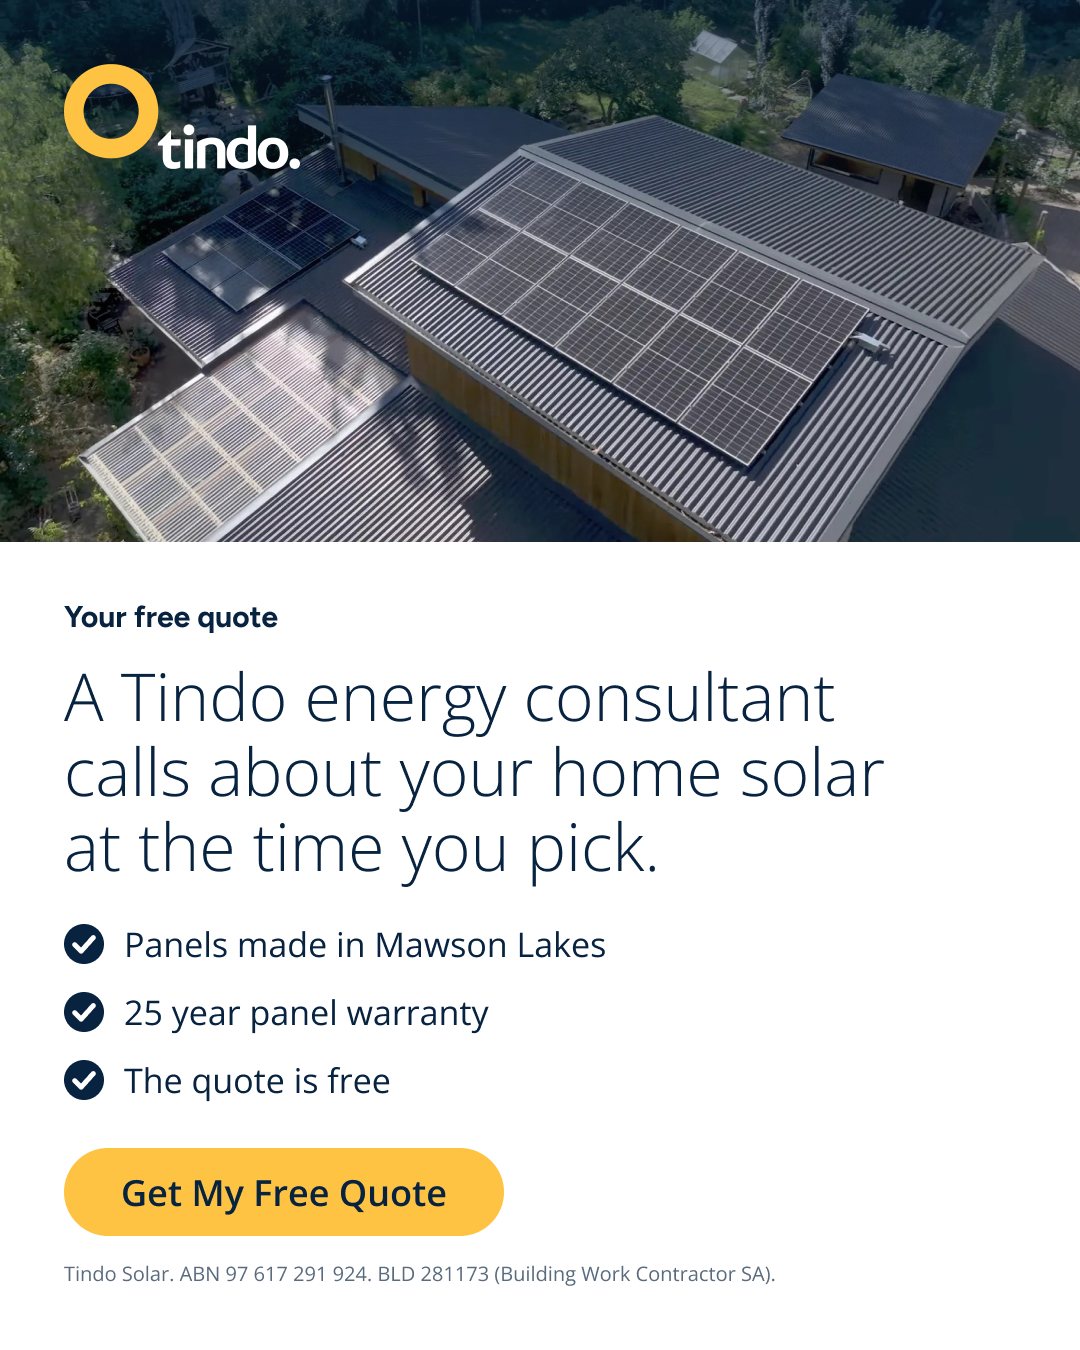 tindo.
Your free quote
A Tindo energy consultant
calls about your home solar
at the time you pick.
Panels made in Mawson Lakes
25 year panel warranty
The quote is free
Get My Free Quote
Tindo Solar. ABN 97 617 291 924. BLD 281173 (Building Work Contractor SA).